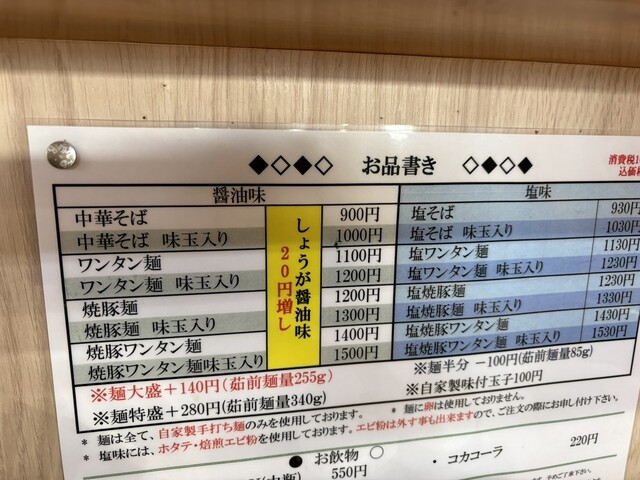 ◆◇◆◇ お品書き ◇◆◇◆
消費税
込価
醤油味
塩味
中華そば 900円
中華そば 味玉入り 1000円
ワンタン麺 1100円
ワンタン麺 味玉入り 1200円
焼豚麺 1200円
焼豚麺 味玉入り 1300円
焼豚ワンタン麺 1400円
焼豚ワンタン麺味玉入り 1500円
しょうが醤油味
20円増し
塩そば 930円
塩そば 味玉入り 1030円
塩ワンタン麺 1130円
塩ワンタン麺 味玉入り 1230円
塩焼豚麺 1230円
塩焼豚麺 味玉入り 1330円
塩焼豚ワンタン麺 1430円
塩焼豚ワンタン麺 味玉入り 1530円
※麺大盛+140円(茹前麺量255g)
※麺特盛+280円(茹前麺量340g)
※麺半分 -100円(茹前麺量85g)
※自家製味付玉子100円
* 麺は全て、自家製手打ち麺のみを使用しております。
* 麺に卵は使用しておりません。
* 塩味には、ホタテ・焙煎エビ粉を使用しております。エビ粉は外す事も出来ますので、ご注文の際にお申し付け下さい。
● お飲物 ○
550円
・ コカコーラ 220円